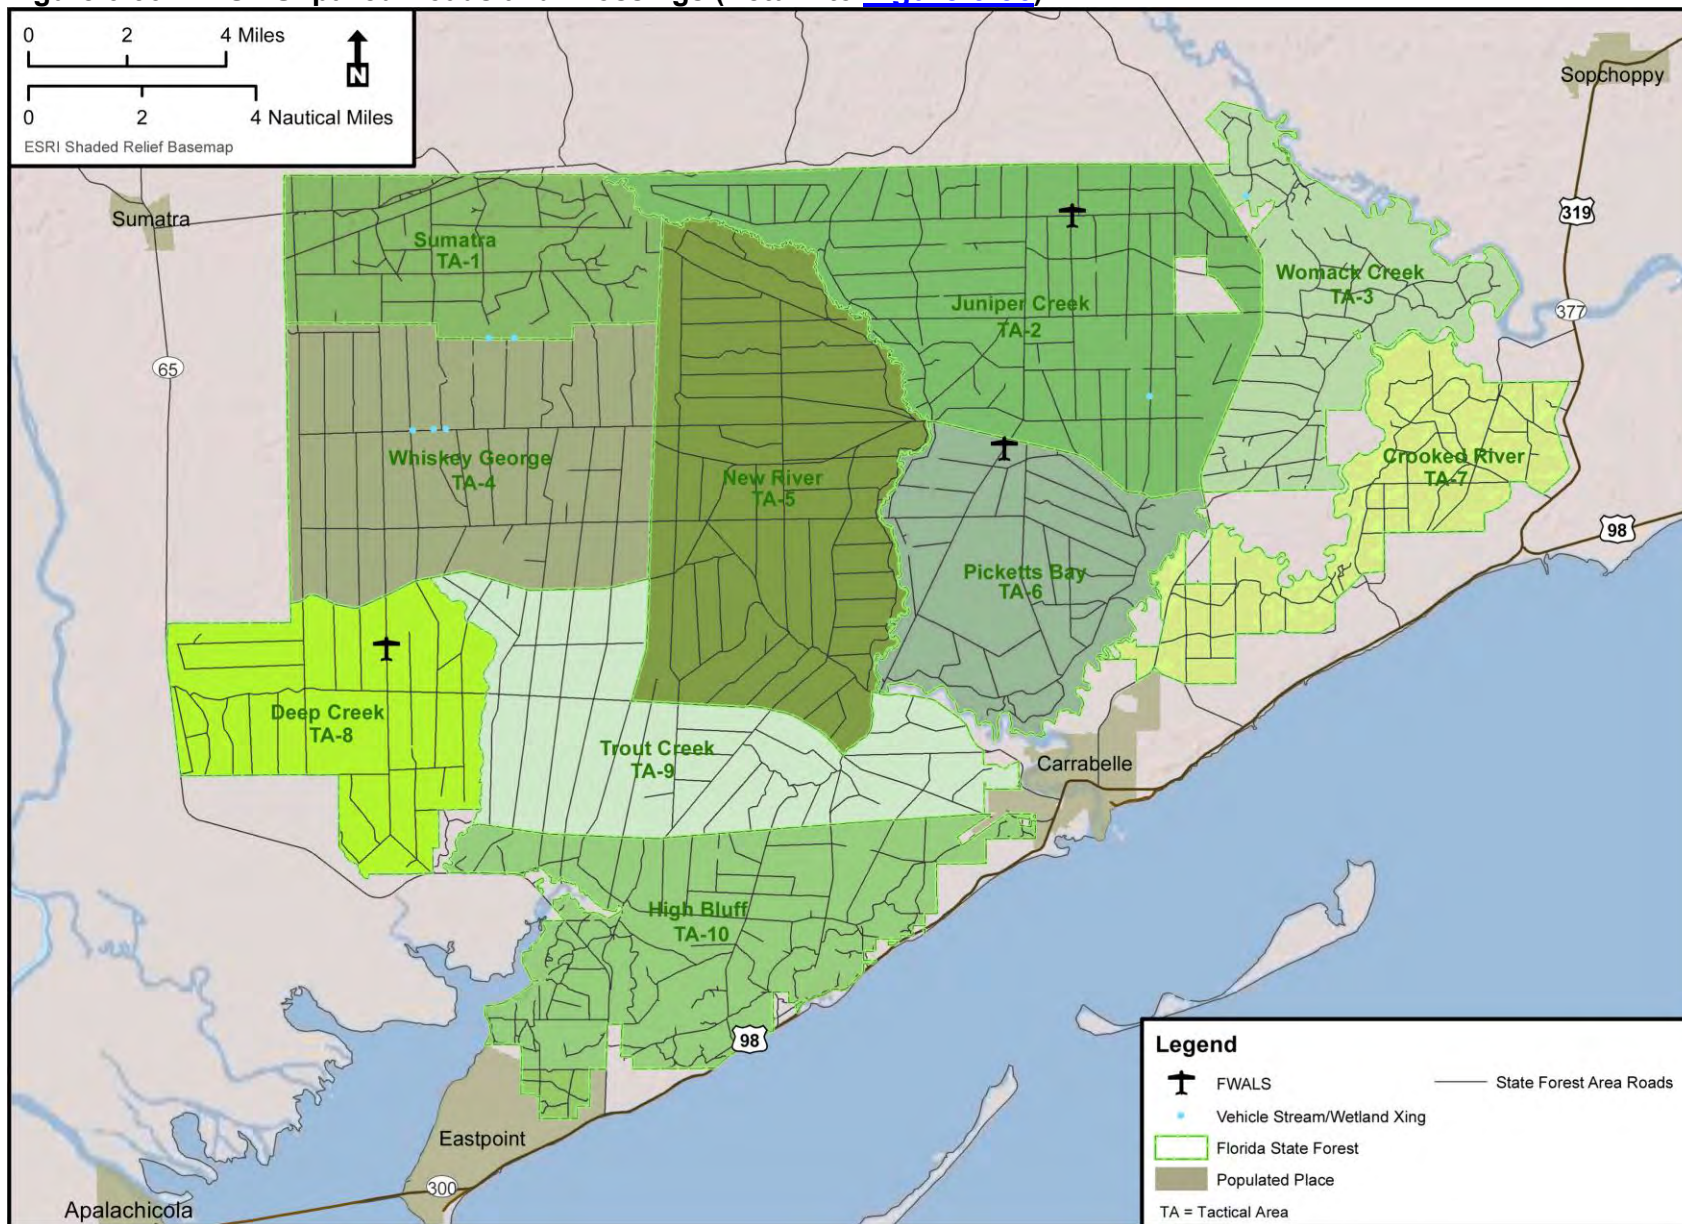 0 2 4 Miles
N
0 2 4 Nautical Miles
ESRI Shaded Relief Basemap
Sopchoppy
Sumatra
319
Sumatra
TA-1
Womack Creek
TA-3
Juniper Creek
TA-2
377
65
Whiskey George
TA-4
New River
TA-5
Crooked River
TA-7
98
Picketts Bay
TA-6
Deep Creek
TA-8
Trout Creek
TA-9
Carrabelle
High Bluff
TA-10
98
Eastpoint
300
Apalachicola
Legend
FWALS
State Forest Area Roads
Vehicle Stream/Wetland Xing
Florida State Forest
Populated Place
TA = Tactical Area